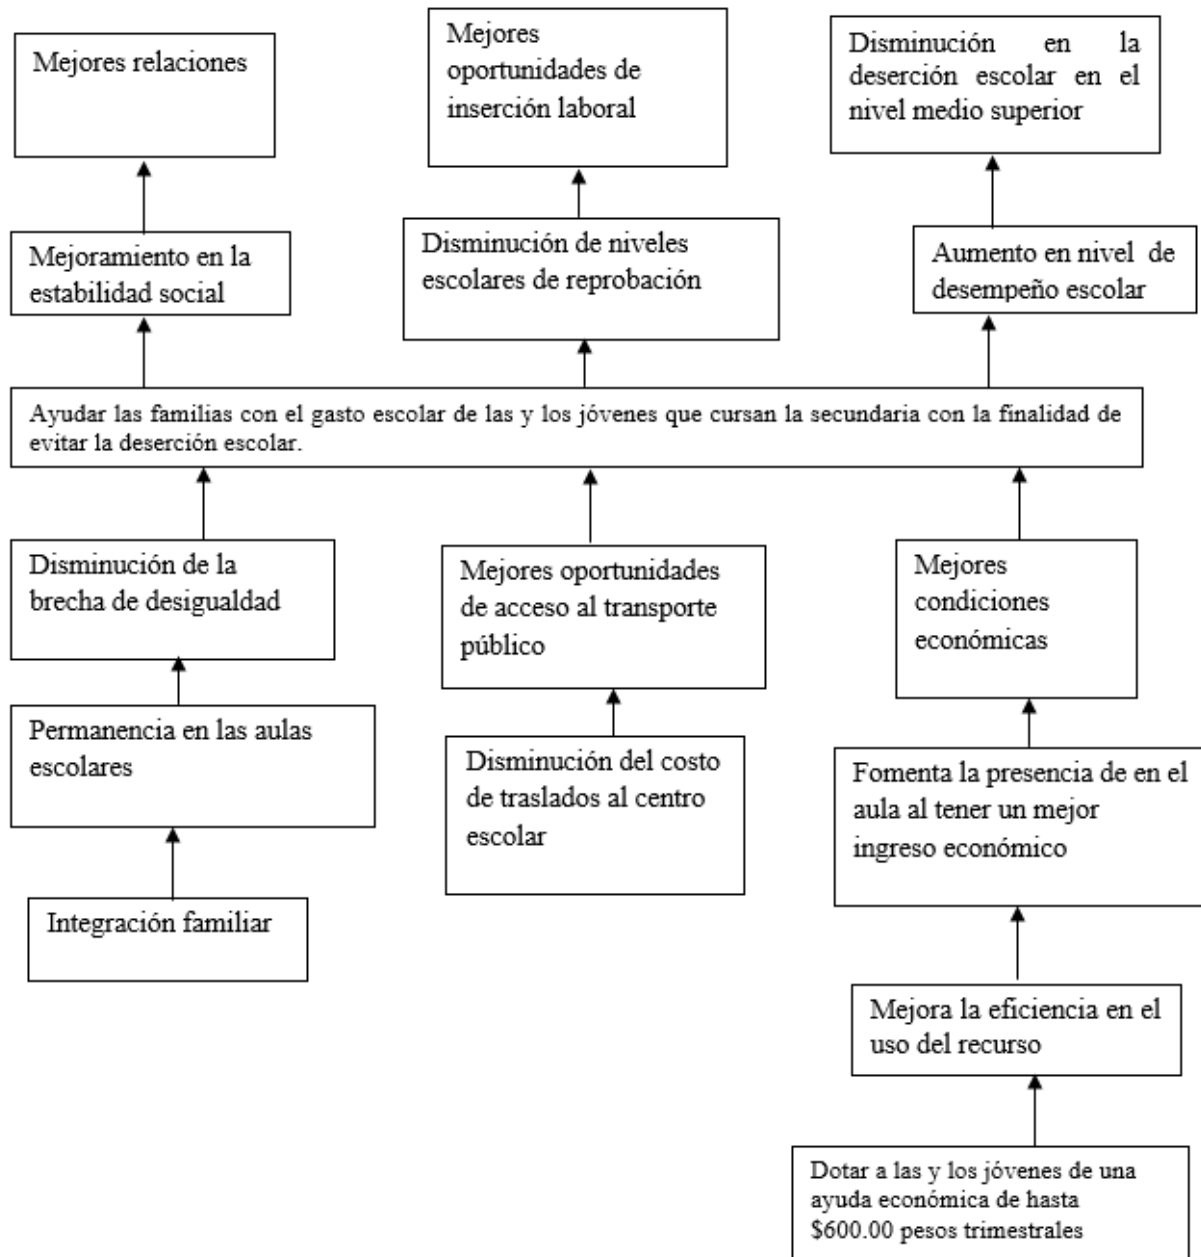 Mejores relaciones
Mejores
oportunidades de
inserción laboral
Disminución en la
deserción escolar en el
nivel medio superior
Mejoramiento en la
estabilidad social
Disminución de niveles
escolares de reprobación
Aumento en nivel de
desempeño escolar
Ayudar las familias con el gasto escolar de las y los jóvenes que cursan la secundaria con la finalidad de
evitar la deserción escolar.
Disminución de la
brecha de desigualdad
Mejores oportunidades
de acceso al transporte
público
Mejores
condiciones
económicas
Permanencia en las aulas
escolares
Disminución del costo
de traslados al centro
escolar
Fomenta la presencia de en el
aula al tener un mejor
ingreso económico
Integración familiar
Mejora la eficiencia en el
uso del recurso
Dotar a las y los jóvenes de una
ayuda económica de hasta
$600.00 pesos trimestrales